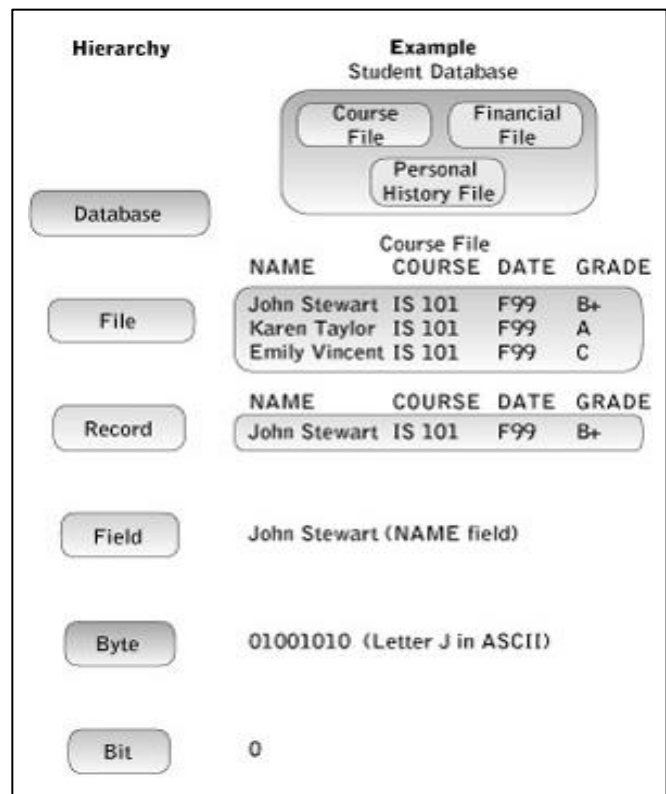 Hierarchy
Example
Student Database
Course File
Financial File
Personal History File
Database
Course File
NAME COURSE DATE GRADE
File
John Stewart IS 101 F99 B+
Karen Taylor IS 101 F99 A
Emily Vincent IS 101 F99 C
NAME COURSE DATE GRADE
Record
John Stewart IS 101 F99 B+
Field
John Stewart (NAME field)
Byte
01001010 (Letter J in ASCII)
Bit
0